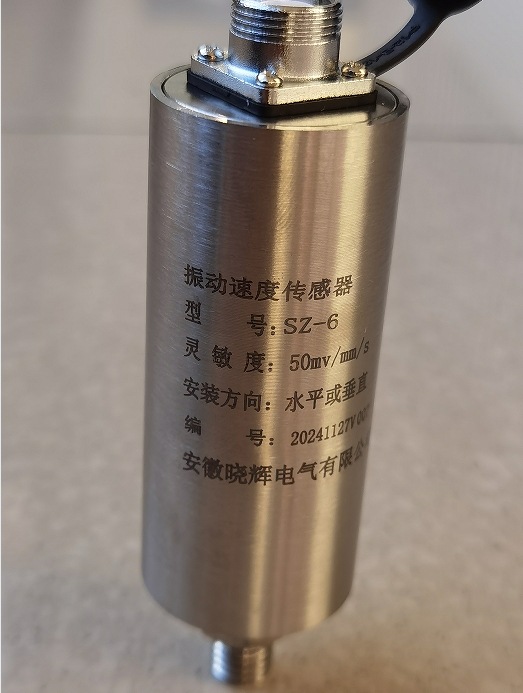 振动速度传感器
型 号：SZ-6
灵敏度：50mv/mm/s
安装方向：水平或垂直
编 号：20241127V
安徽晓辉电气有限公